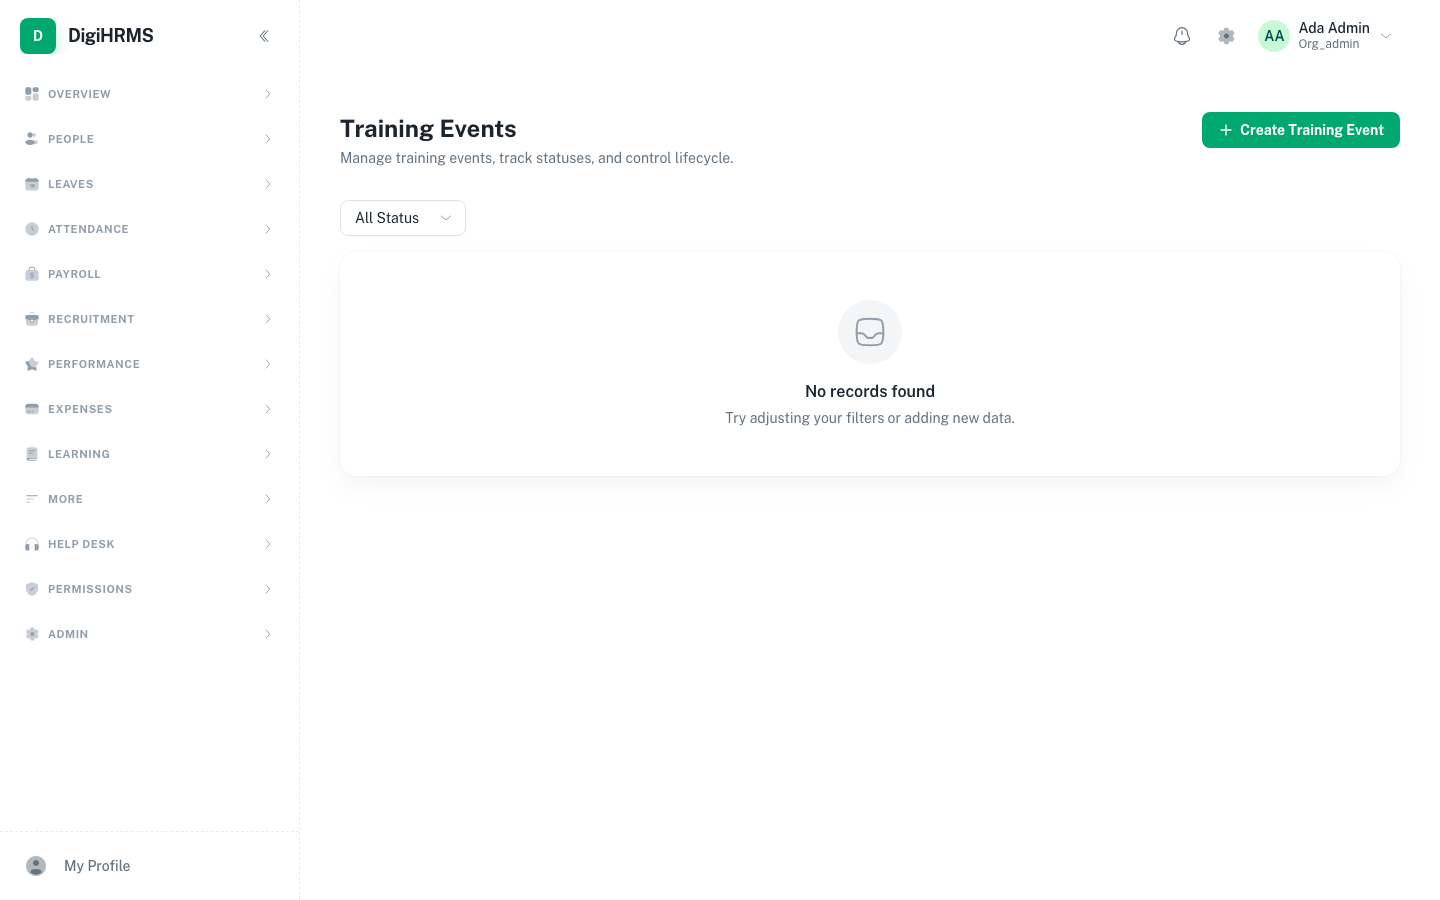 D
DigiHRMS
OVERVIEW
PEOPLE
LEAVES
ATTENDANCE
PAYROLL
RECRUITMENT
PERFORMANCE
EXPENSES
LEARNING
MORE
HELP DESK
PERMISSIONS
ADMIN
My Profile
AA
Ada Admin
Org_admin
Training Events
Manage training events, track statuses, and control lifecycle.
Create Training Event
All Status
No records found
Try adjusting your filters or adding new data.